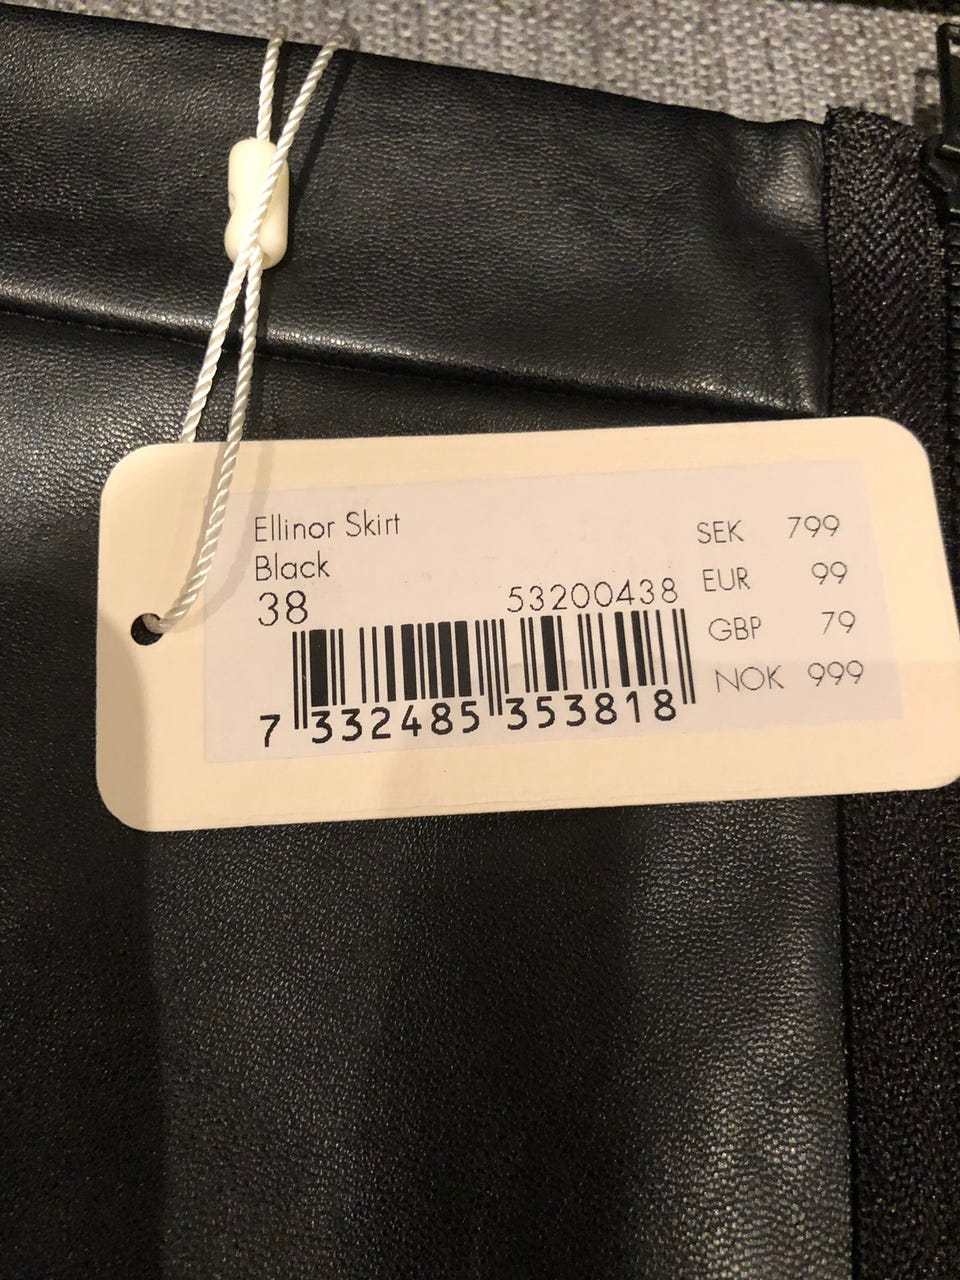 Ellinor Skirt
Black
38
53200438
7 332485 353818
SEK 799
EUR 99
GBP 79
NOK 999